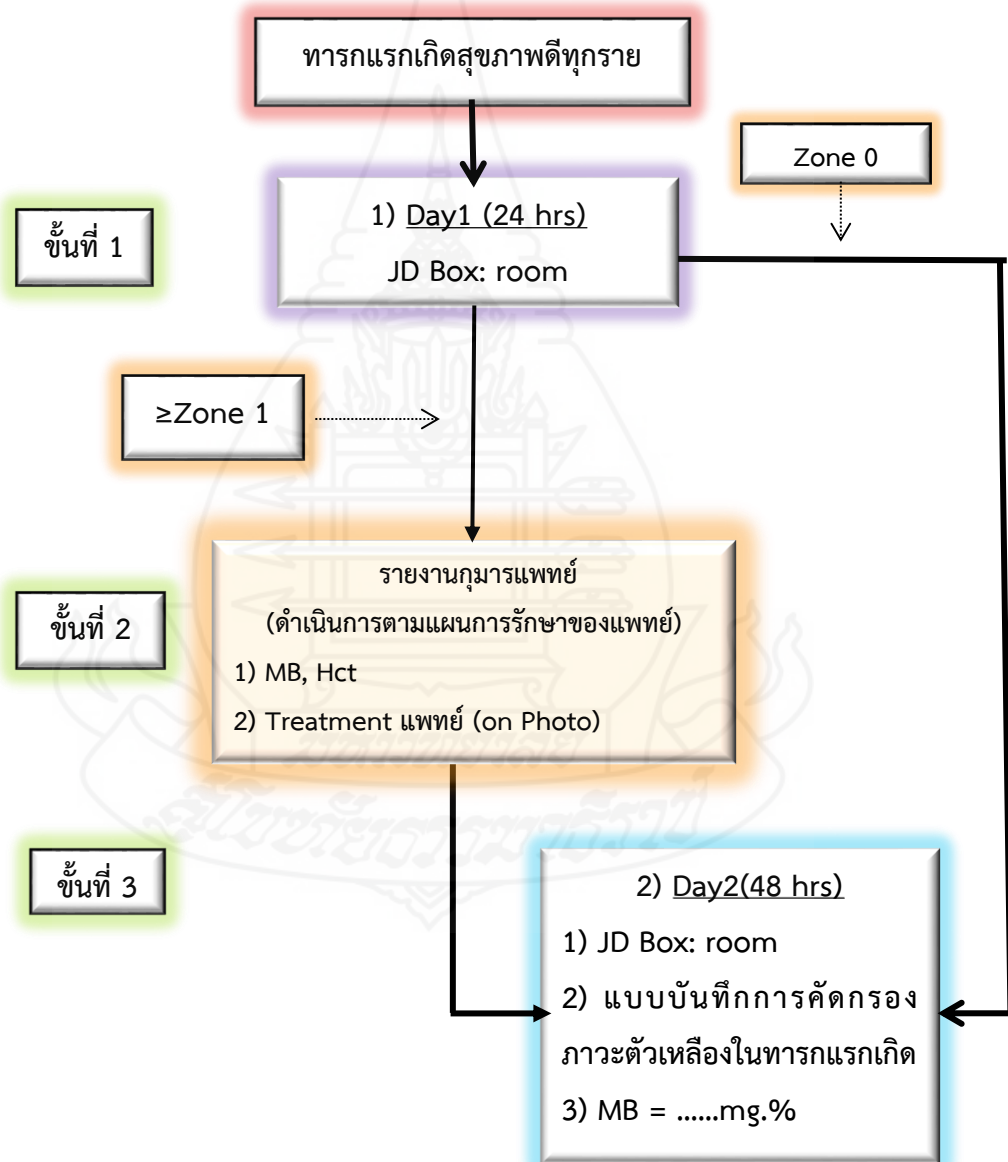 ทารกแรกเกิดสุขภาพดีทุกราย
Zone 0
ขั้นที่ 1
1) Day1 (24 hrs)
JD Box: room
≥Zone 1
ขั้นที่ 2
รายงานกุมารแพทย์
(ดำเนินการตามแผนการรักษาของแพทย์)
1) MB, Hct
2) Treatment แพทย์ (on Photo)
ขั้นที่ 3
2) Day2(48 hrs)
1) JD Box: room
2) แบบบันทึกการคัดกรอง
ภาวะตัวเหลืองในทารกแรกเกิด
3) MB = ......mg.%